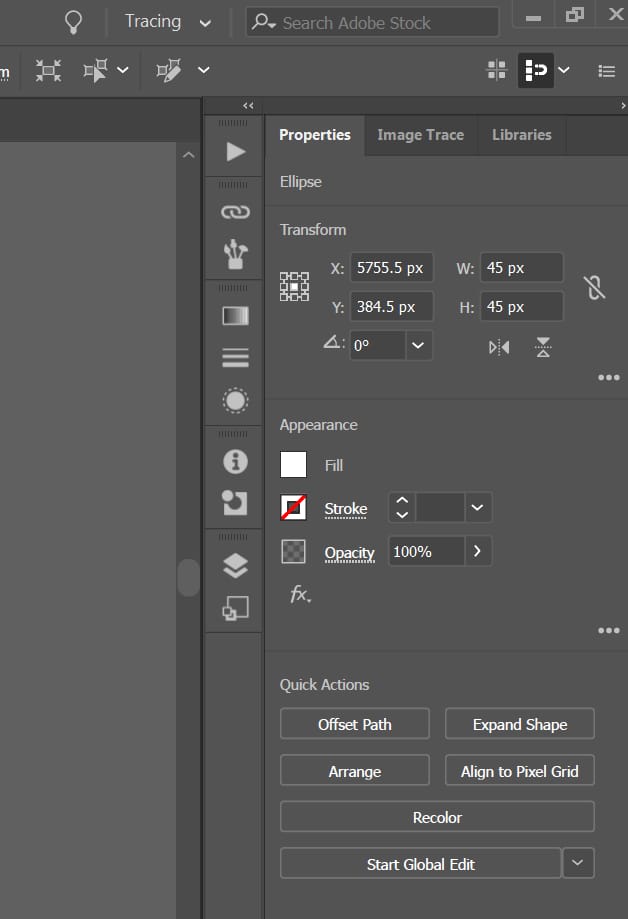 Tracing
Search Adobe Stock
m
Properties Image Trace Libraries
Ellipse
Transform
X: 5755.5 px W: 45 px
Y: 384.5 px H: 45 px
0°
Appearance
Fill
Stroke
Opacity 100%
fx
Quick Actions
Offset Path Expand Shape
Arrange Align to Pixel Grid
Recolor
Start Global Edit